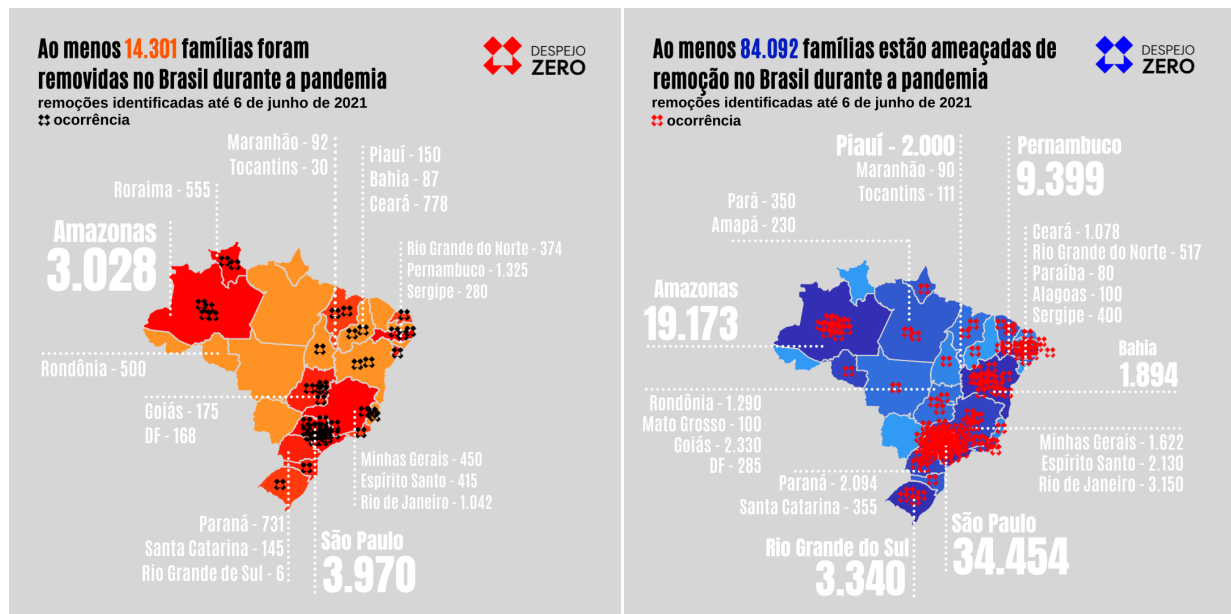 Ao menos 14.301 famílias foram
removidas no Brasil durante a pandemia
remoções identificadas até 6 de junho de 2021
ocorrência
DESPEJO
ZERO
Maranhão - 92
Tocantins - 30
Piauí - 150
Bahia - 87
Ceará - 778
Roraima - 555
Amazonas
3.028
Rio Grande do Norte - 374
Pernambuco - 1.325
Sergipe - 280
Rondônia - 500
Goiás - 175
DF - 168
Minhas Gerais - 450
Espírito Santo - 415
Rio de Janeiro - 1.042
Paraná - 731
Santa Catarina - 145
Rio Grande de Sul - 6
São Paulo
3.970
Ao menos 84.092 famílias estão ameaçadas de
remoção no Brasil durante a pandemia
remoções identificadas até 6 de junho de 2021
ocorrência
DESPEJO
ZERO
Piauí - 2.000
Maranhão - 90
Tocantins - 111
Pernambuco
9.399
Pará - 350
Amapá - 230
Ceará - 1.078
Rio Grande do Norte - 517
Paraíba - 80
Alagoas - 100
Sergipe - 400
Amazonas
19.173
Bahia
1.894
Rondônia - 1.290
Mato Grosso - 100
Goiás - 2.330
DF - 285
Minhas Gerais - 1.622
Espírito Santo - 2.130
Rio de Janeiro - 3.150
Paraná - 2.094
Santa Catarina - 355
São Paulo
34.454
Rio Grande do Sul
3.340